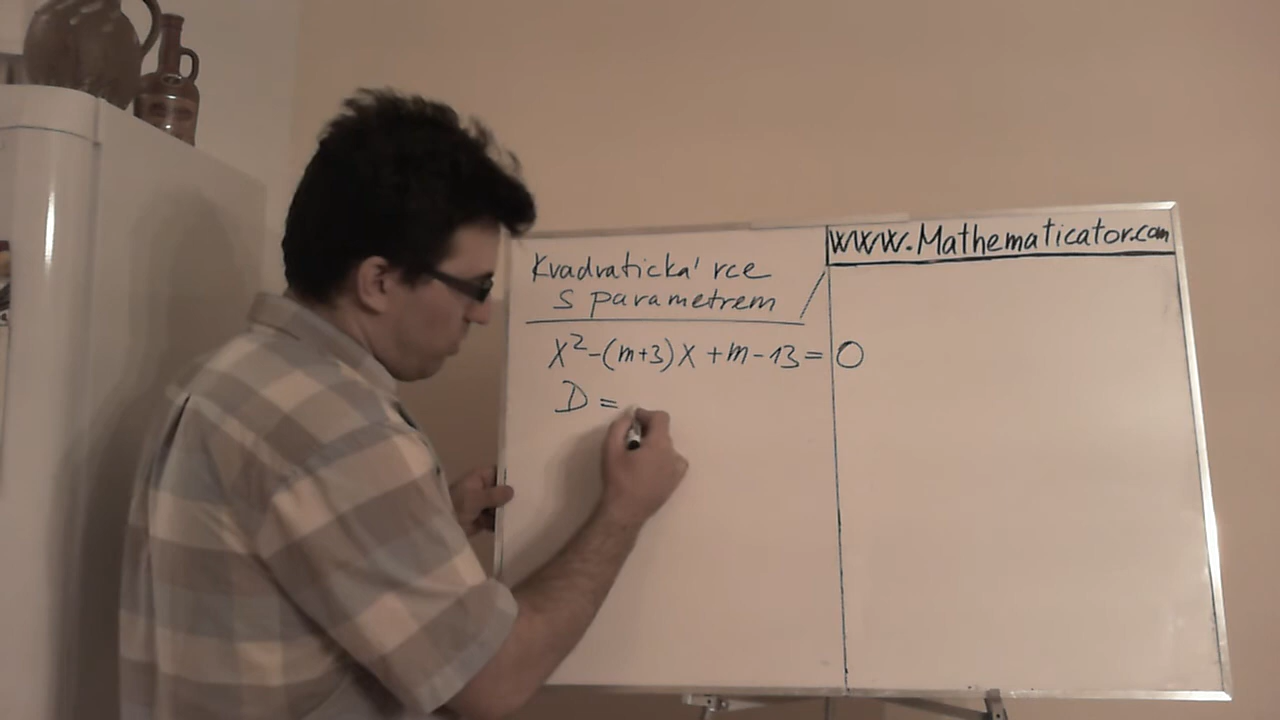 Kvadratická rce
s parametrem
www.Mathematicator.com
x²-(m+3)x+m-13=0
D=